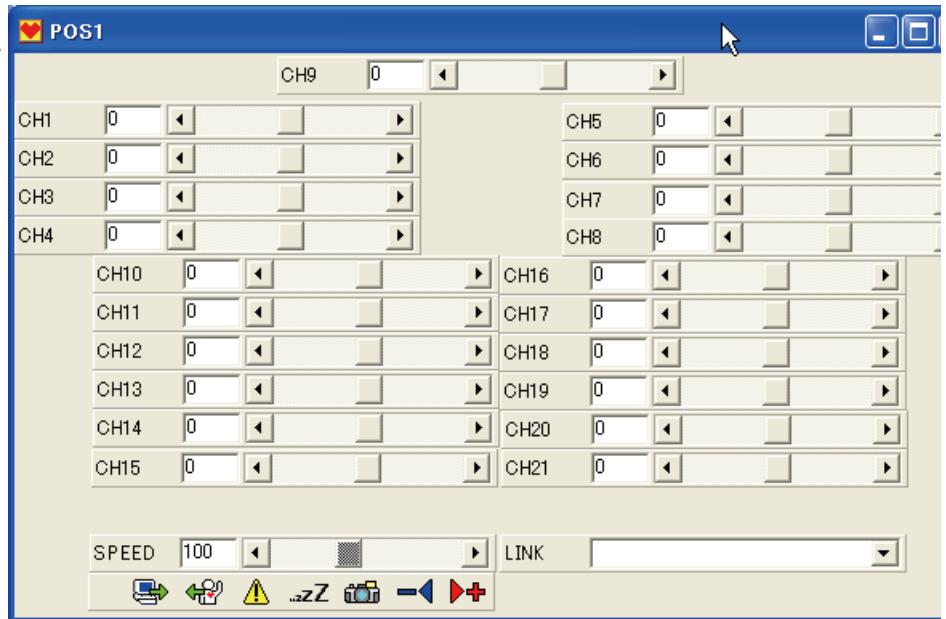 POS1
CH9 0
CH1 0 CH5 0
CH2 0 CH6 0
CH3 0 CH7 0
CH4 0 CH8 0
CH10 0 CH16 0
CH11 0 CH17 0
CH12 0 CH18 0
CH13 0 CH19 0
CH14 0 CH20 0
CH15 0 CH21 0
SPEED 100 LINK
..zzZ